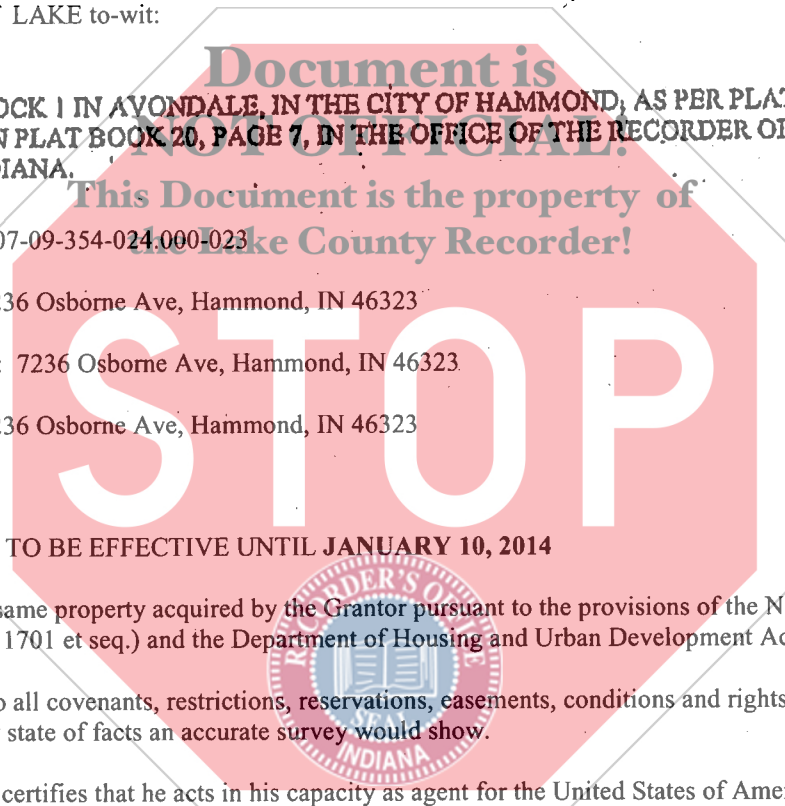 LAKE to-wit:
Document is
OCK 1 IN AVONDALE, IN THE CITY OF HAMMOND, AS PER PLAT
NOT OFFICIAL!
N PLAT BOOK 20, PAGE 7, IN THE OFFICE OF THE RECORDER OF
DIANA.
This Document is the property of
07-09-354-024.000-023
the Lake County Recorder!
236 Osborne Ave, Hammond, IN 46323
: 7236 Osborne Ave, Hammond, IN 46323
236 Osborne Ave, Hammond, IN 46323
STOP
TO BE EFFECTIVE UNTIL JANUARY 10, 2014
RECORDER'S OFFICE
same property acquired by the Grantor pursuant to the provisions of the N
1701 et seq.) and the Department of Housing and Urban Development Ac
o all covenants, restrictions, reservations, easements, conditions and rights
state of facts an accurate survey would show.
SEAL
INDIANA
certifies that he acts in his capacity as agent for the United States of Amer